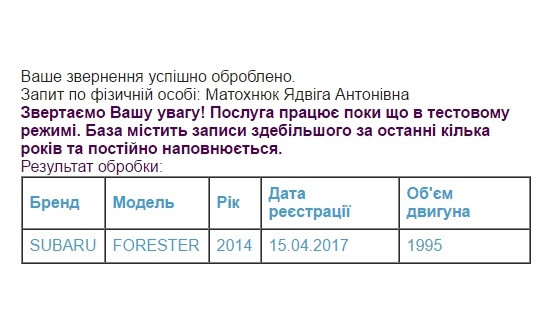 Ваше звернення успішно оброблено.
Запит по фізичній особі: Матохнюк Ядвіга Антонівна
Звертаємо Вашу увагу! Послуга працює поки що в тестовому
режимі. База містить записи здебільшого за останні кілька
років та постійно наповнюється.
Результат обробки:
Бренд Модель Рік Дата реєстрації Об'єм двигуна
SUBARU FORESTER 2014 15.04.2017 1995